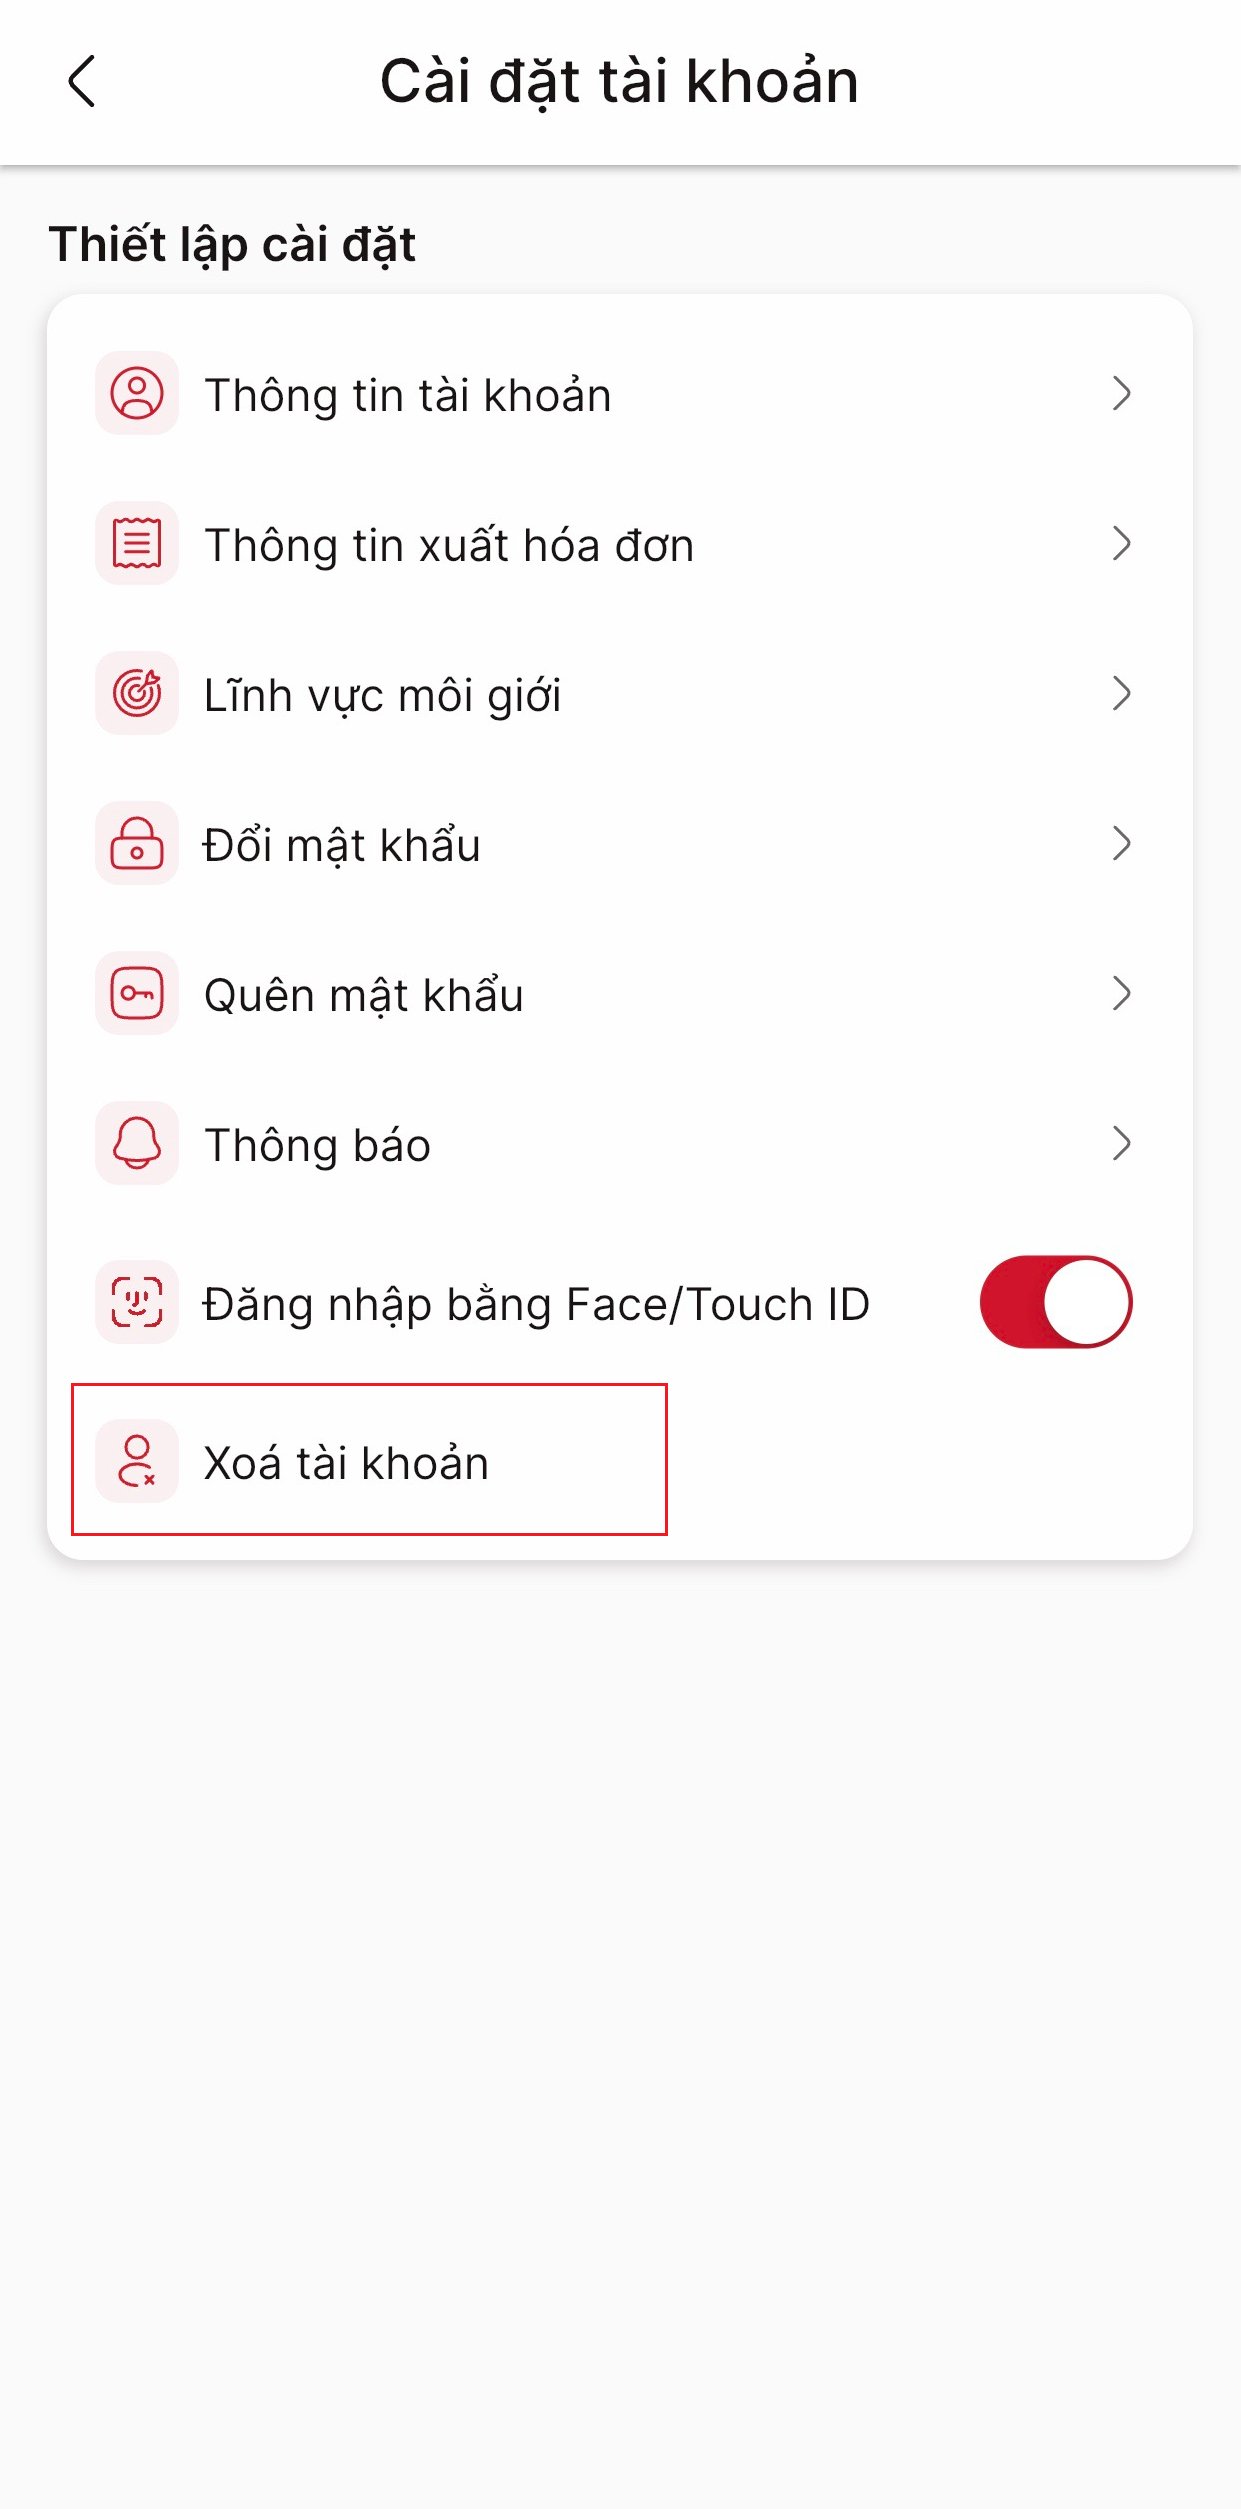 Cài đặt tài khoản
Thiết lập cài đặt
Thông tin tài khoản
Thông tin xuất hóa đơn
Lĩnh vực môi giới
Đổi mật khẩu
Quên mật khẩu
Thông báo
Đăng nhập bằng Face/Touch ID
Xoá tài khoản